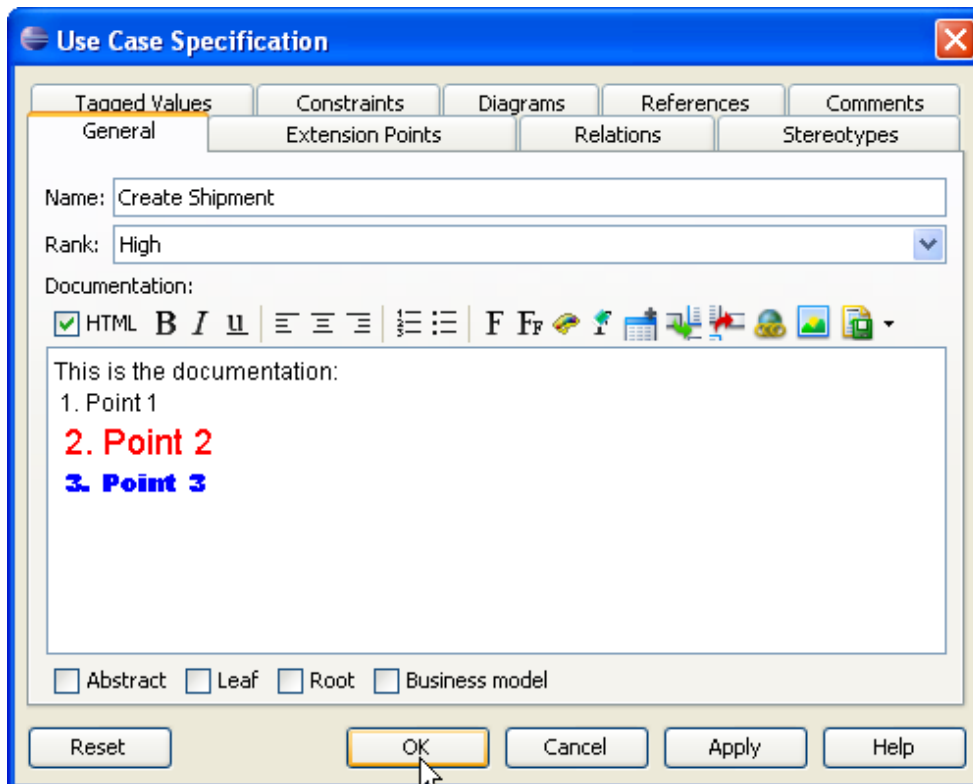 Use Case Specification
Tagged Values Constraints Diagrams References Comments
General Extension Points Relations Stereotypes
Name: Create Shipment
Rank: High
Documentation:
HTML B I u F FF
This is the documentation:
1. Point 1
2. Point 2
3. Point 3
Abstract Leaf Root Business model
Reset OK Cancel Apply Help